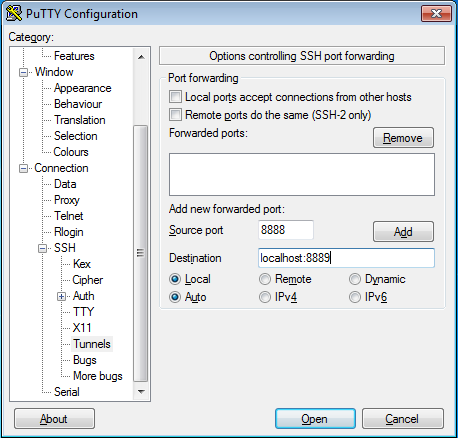 PuTTY Configuration
Category:
Features
Window
Appearance
Behaviour
Translation
Selection
Colours
Connection
Data
Proxy
Telnet
Rlogin
SSH
Kex
Cipher
Auth
TTY
X11
Tunnels
Bugs
More bugs
Serial
Options controlling SSH port forwarding
Port forwarding
Local ports accept connections from other hosts
Remote ports do the same (SSH-2 only)
Forwarded ports:
Remove
Add new forwarded port:
Source port 8888 Add
Destination localhost:8889
Local Remote Dynamic
Auto IPv4 IPv6
About Open Cancel